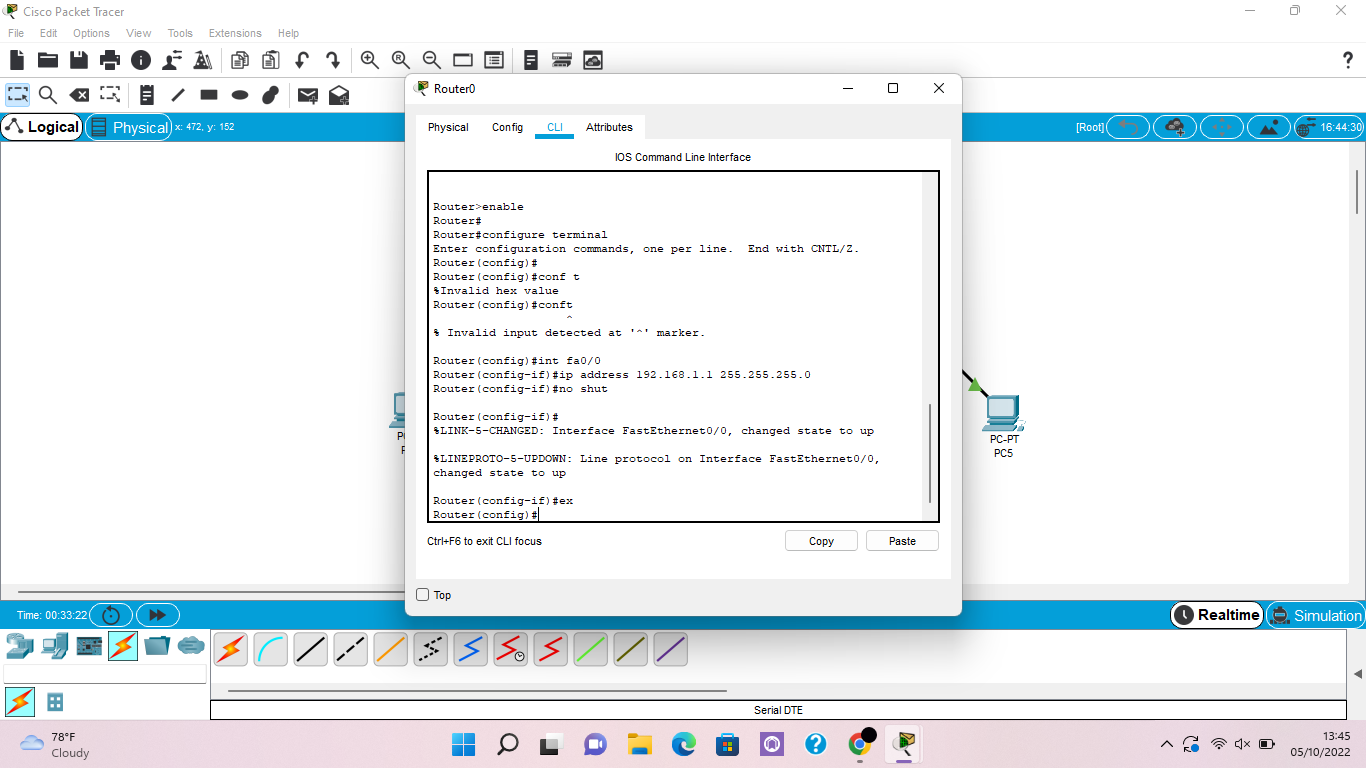 Cisco Packet Tracer
File Edit Options View Tools Extensions Help
Router0
Logical Physical x: 472, y: 152
[Root] 16:44:30
Physical Config CLI Attributes
IOS Command Line Interface
Router>enable
Router#
Router#configure terminal
Enter configuration commands, one per line.  End with CNTL/Z.
Router(config)#
Router(config)#conf t
%Invalid hex value
Router(config)#conft
^
% Invalid input detected at '^' marker.
Router(config)#int fa0/0
Router(config-if)#ip address 192.168.1.1 255.255.255.0
Router(config-if)#no shut
Router(config-if)#
%LINK-5-CHANGED: Interface FastEthernet0/0, changed state to up
%LINEPROTO-5-UPDOWN: Line protocol on Interface FastEthernet0/0,
changed state to up
Router(config-if)#ex
Router(config)#
PC-PT
PC5
Ctrl+F6 to exit CLI focus
Copy Paste
Top
Time: 00:33:22
Realtime Simulation
Serial DTE
78°F
Cloudy
13:45
05/10/2022